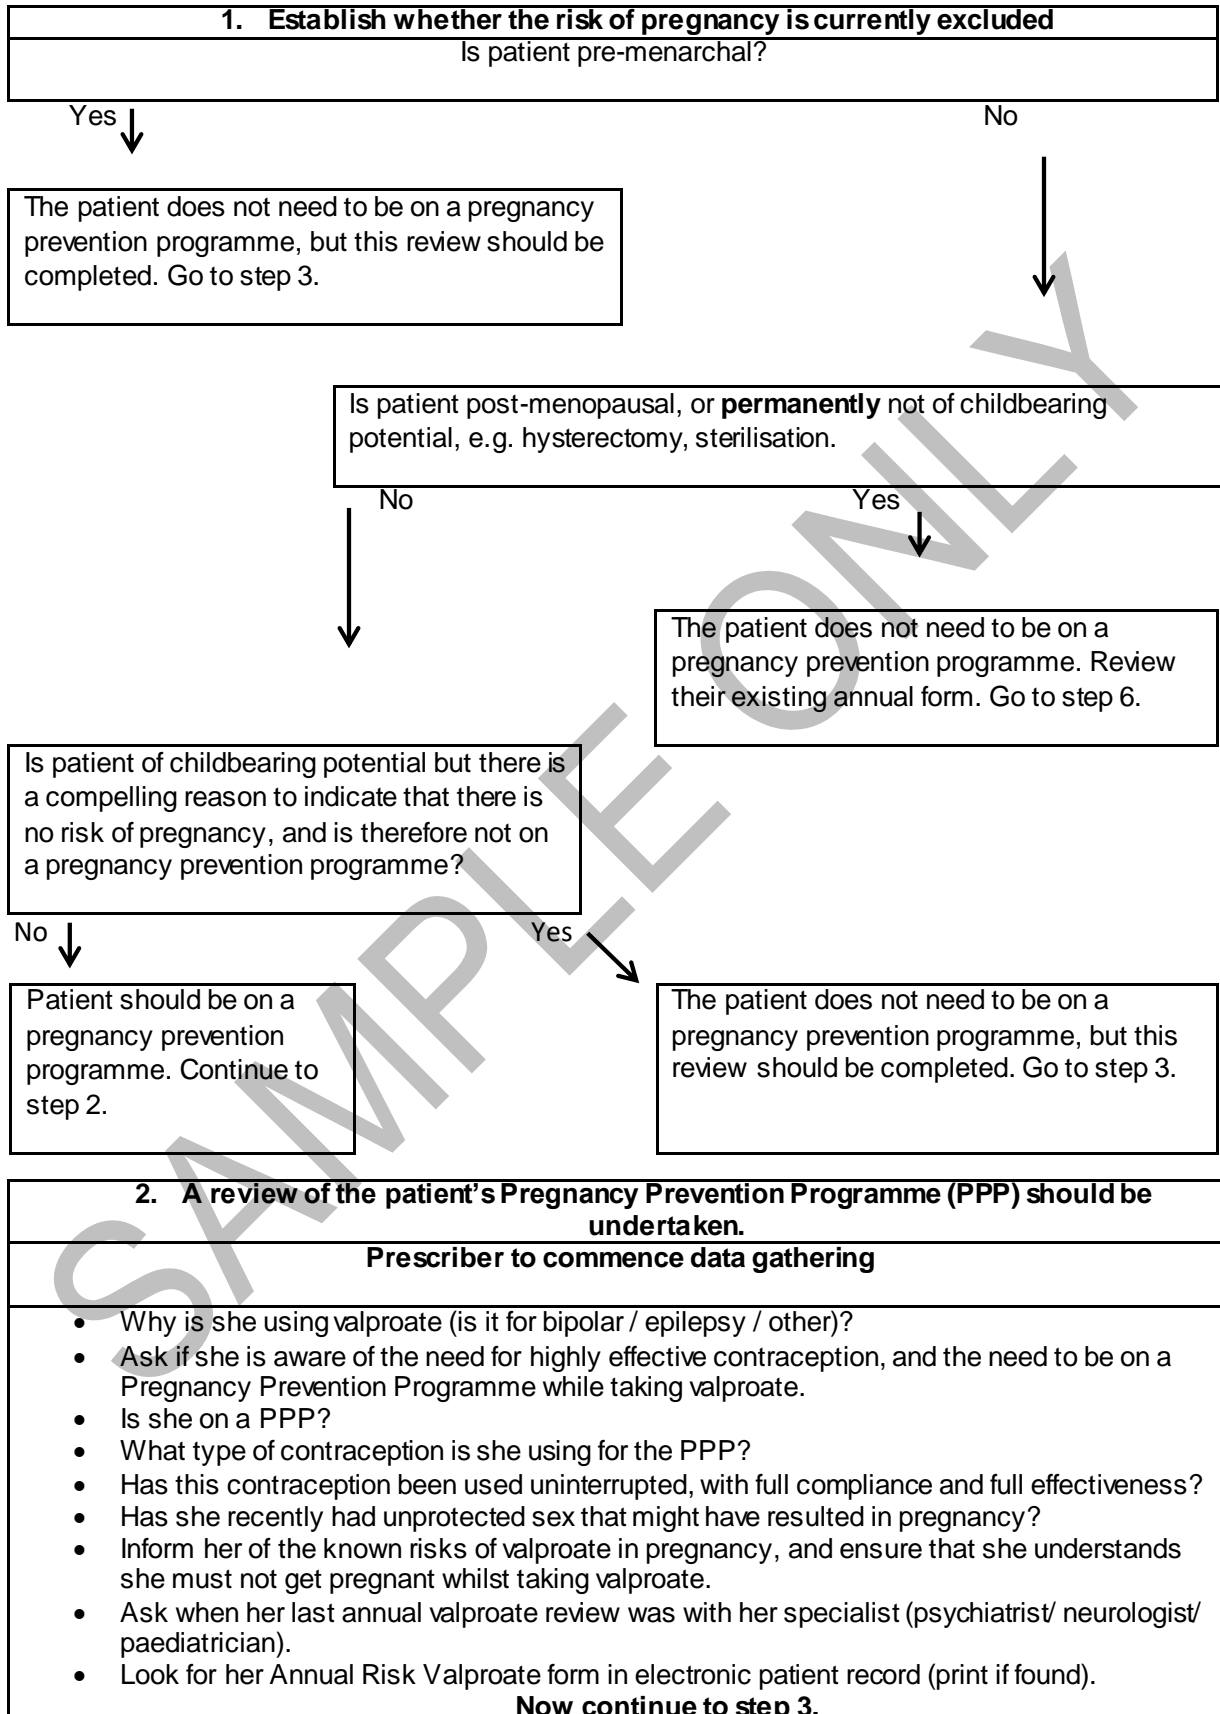 1. Establish whether the risk of pregnancy is currently excluded
Is patient pre-menarchal?
Yes
No
The patient does not need to be on a pregnancy
prevention programme, but this review should be
completed. Go to step 3.
Is patient post-menopausal, or permanently not of childbearing
potential, e.g. hysterectomy, sterilisation.
No
Yes
The patient does not need to be on a
pregnancy prevention programme. Review
their existing annual form. Go to step 6.
Is patient of childbearing potential but there is
a compelling reason to indicate that there is
no risk of pregnancy, and is therefore not on
a pregnancy prevention programme?
No
Yes
Patient should be on a
pregnancy prevention
programme. Continue to
step 2.
The patient does not need to be on a
pregnancy prevention programme, but this
review should be completed. Go to step 3.
2. A review of the patient's Pregnancy Prevention Programme (PPP) should be
undertaken.
Prescriber to commence data gathering
• Why is she using valproate (is it for bipolar / epilepsy / other)?
• Ask if she is aware of the need for highly effective contraception, and the need to be on a
Pregnancy Prevention Programme while taking valproate.
• Is she on a PPP?
• What type of contraception is she using for the PPP?
• Has this contraception been used uninterrupted, with full compliance and full effectiveness?
• Has she recently had unprotected sex that might have resulted in pregnancy?
• Inform her of the known risks of valproate in pregnancy, and ensure that she understands
she must not get pregnant whilst taking valproate.
• Ask when her last annual valproate review was with her specialist (psychiatrist/ neurologist/
paediatrician).
• Look for her Annual Risk Valproate form in electronic patient record (print if found).
Now continue to step 3.
SAMPLE ONLY